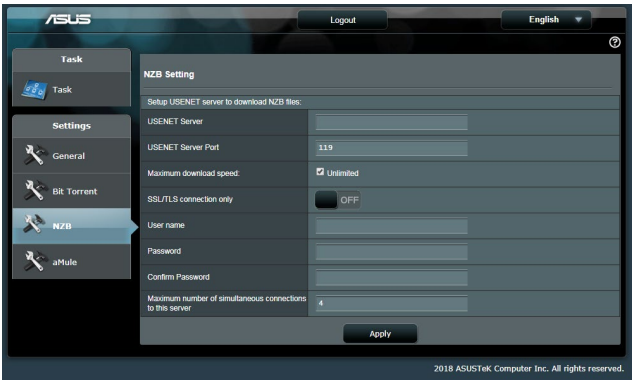 ASUS
Logout
English
Task
Task
Settings
General
Bit Torrent
NZB
aMule
NZB Setting
Setup USENET server to download NZB files:
USENET Server
USENET Server Port
119
Maximum download speed:
Unlimited
SSL/TLS connection only
OFF
User name
Password
Confirm Password
Maximum number of simultaneous connections
to this server
4
Apply
2018 ASUSTeK Computer Inc. All rights reserved.